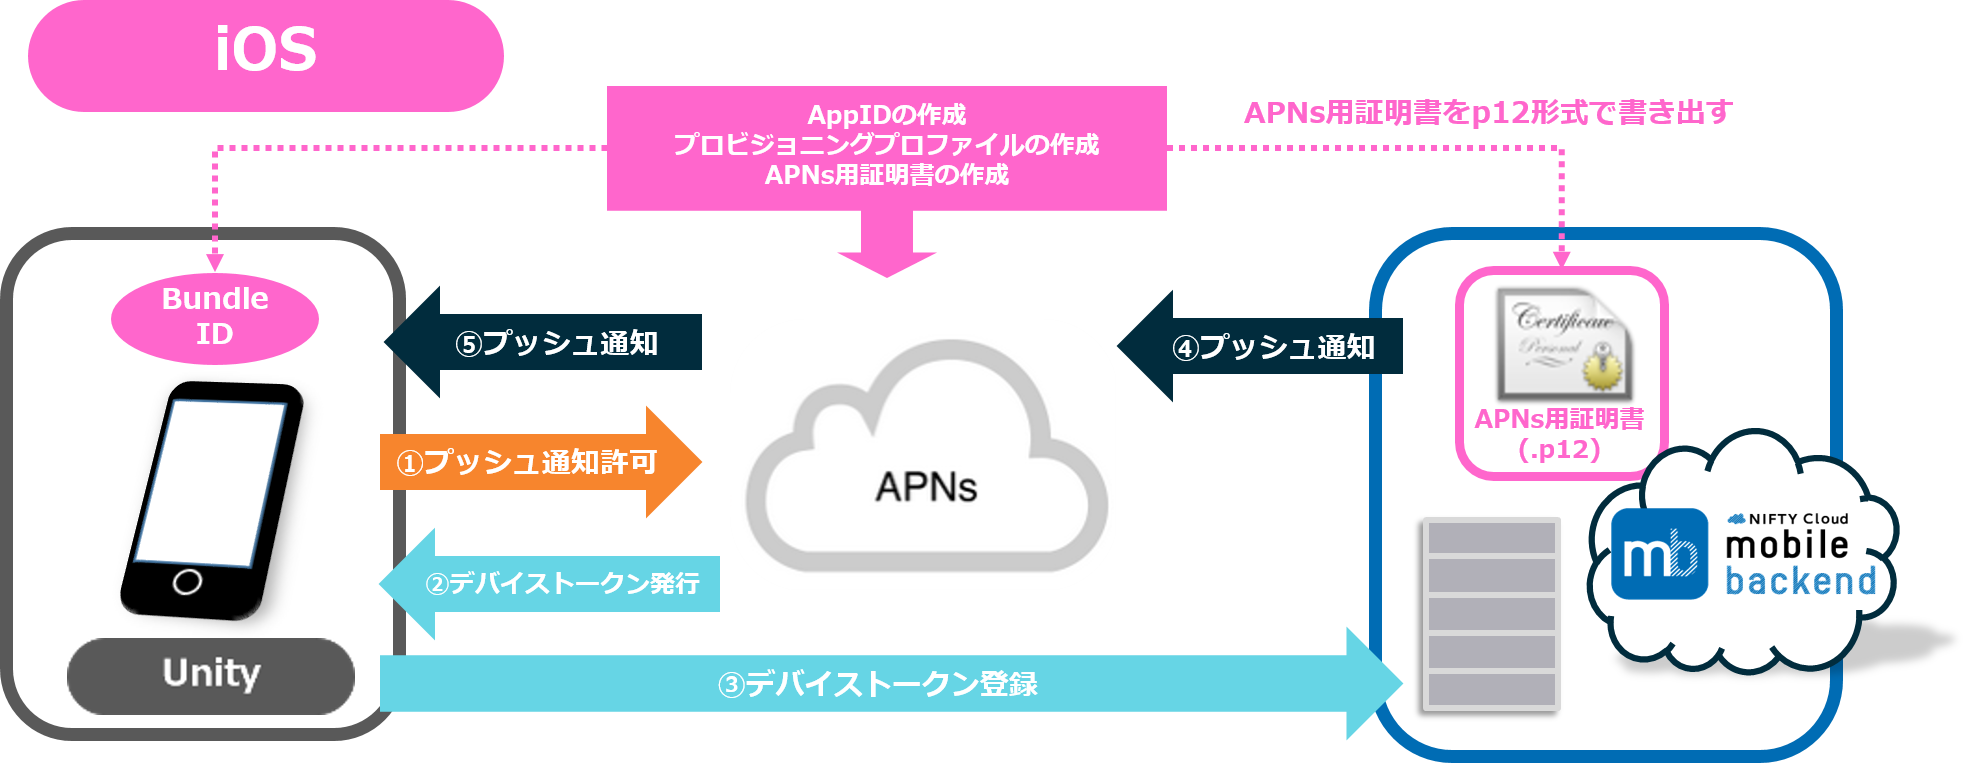 iOS
AppIDの作成
プロビジョニングプロファイルの作成
APNs用証明書の作成
APNs用証明書をp12形式で書き出す
Bundle
ID
⑤プッシュ通知
④プッシュ通知
Certificate
Personal
APNs用証明書
(.p12)
①プッシュ通知許可
APNs
NIFTY Cloud
mobile
backend
mb
②デバイストークン発行
Unity
③デバイストークン登録